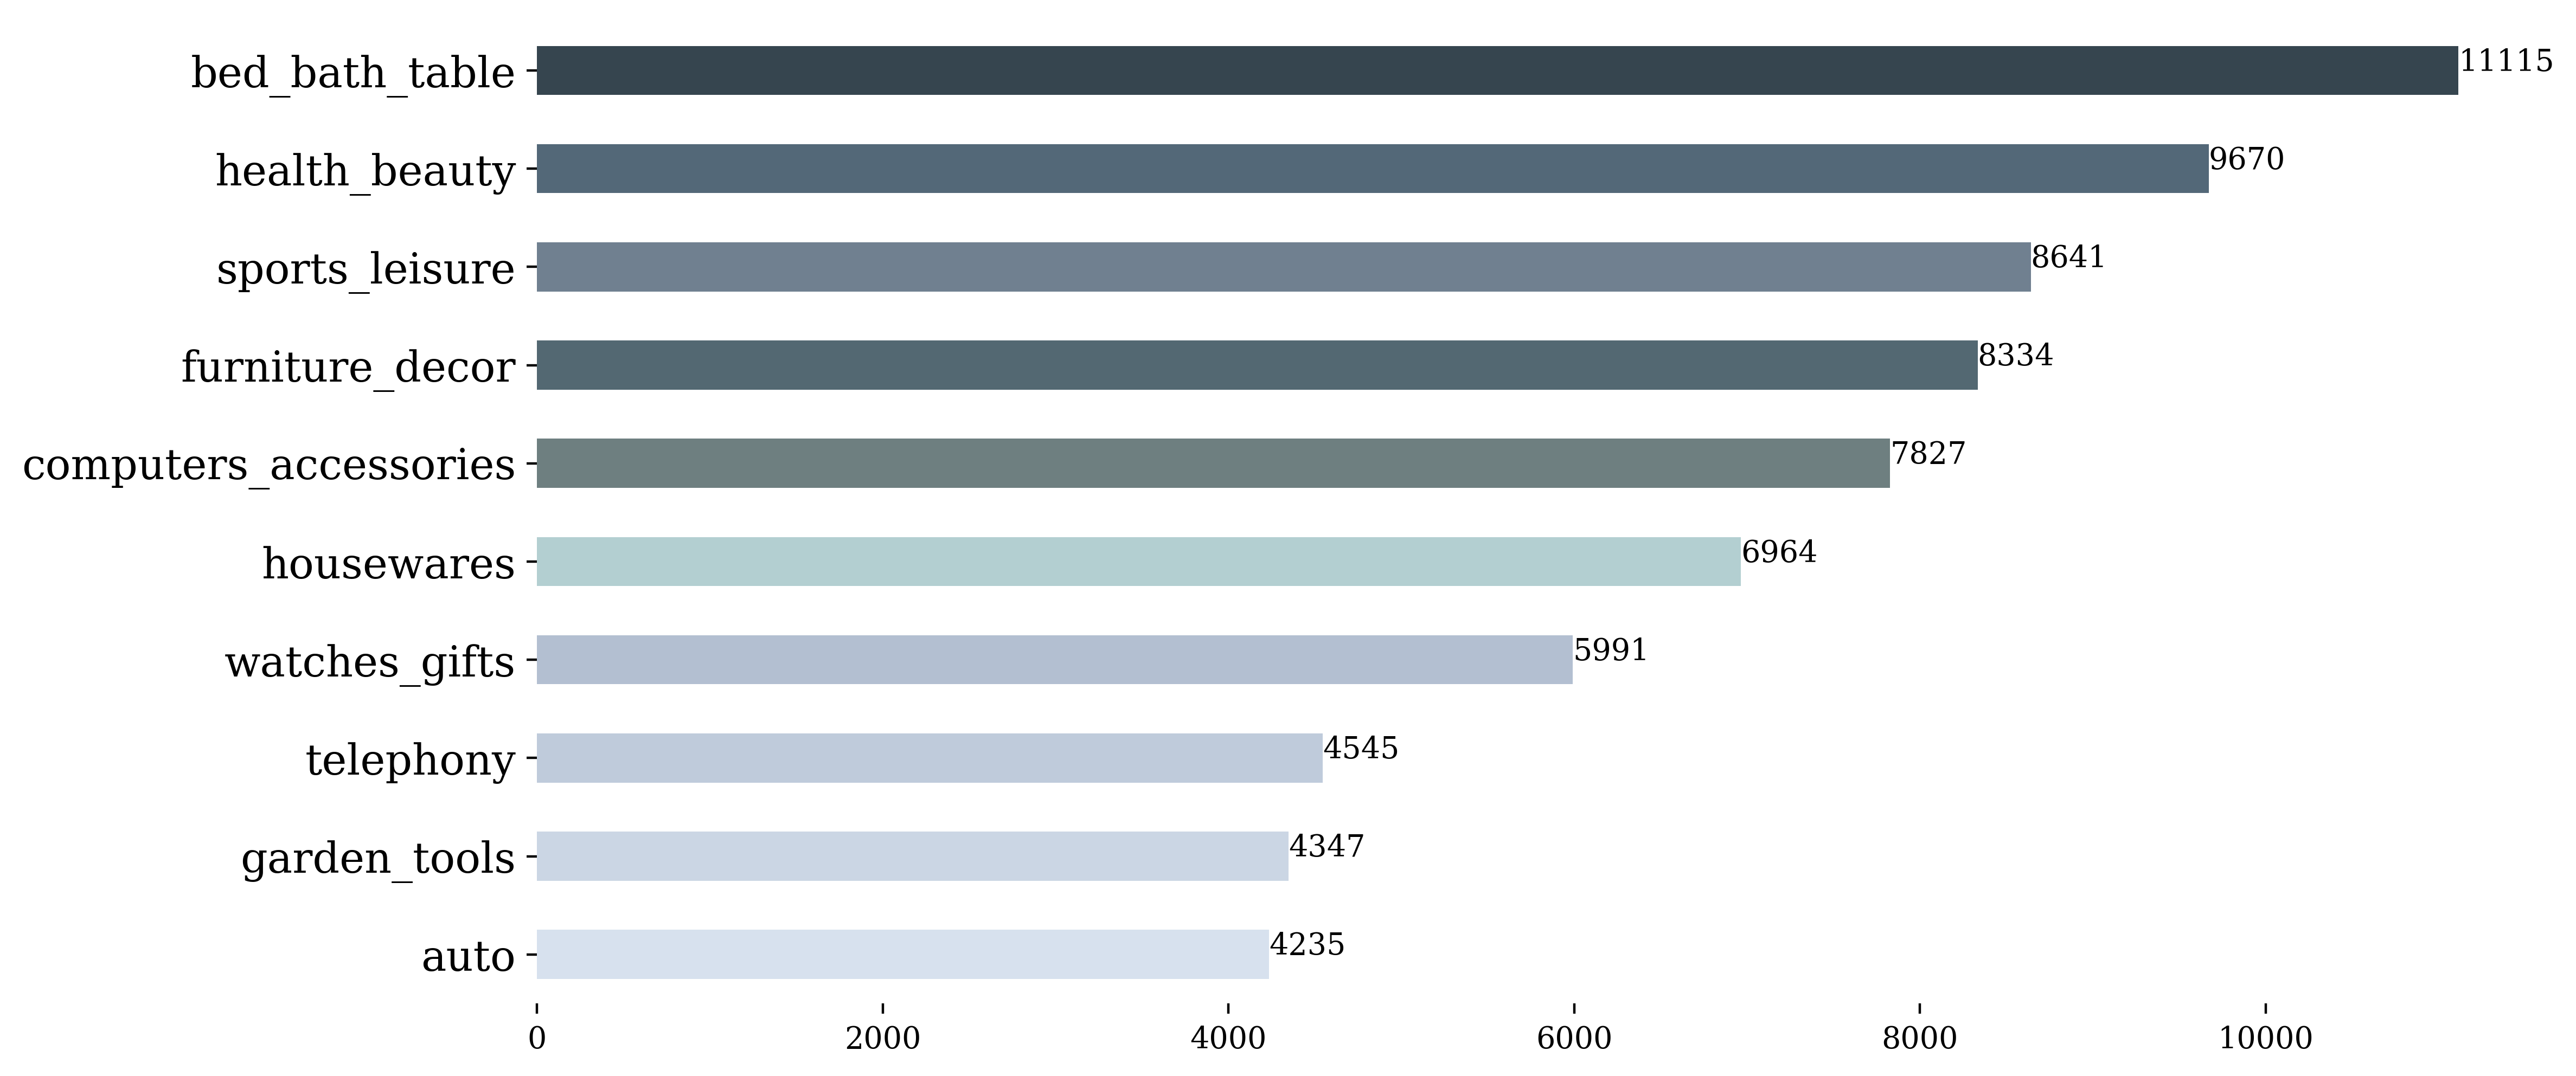 bed_bath_table 11115
health_beauty 9670
sports_leisure 8641
furniture_decor 8334
computers_accessories 7827
housewares 6964
watches_gifts 5991
telephony 4545
garden_tools 4347
auto 4235
0 2000 4000 6000 8000 10000